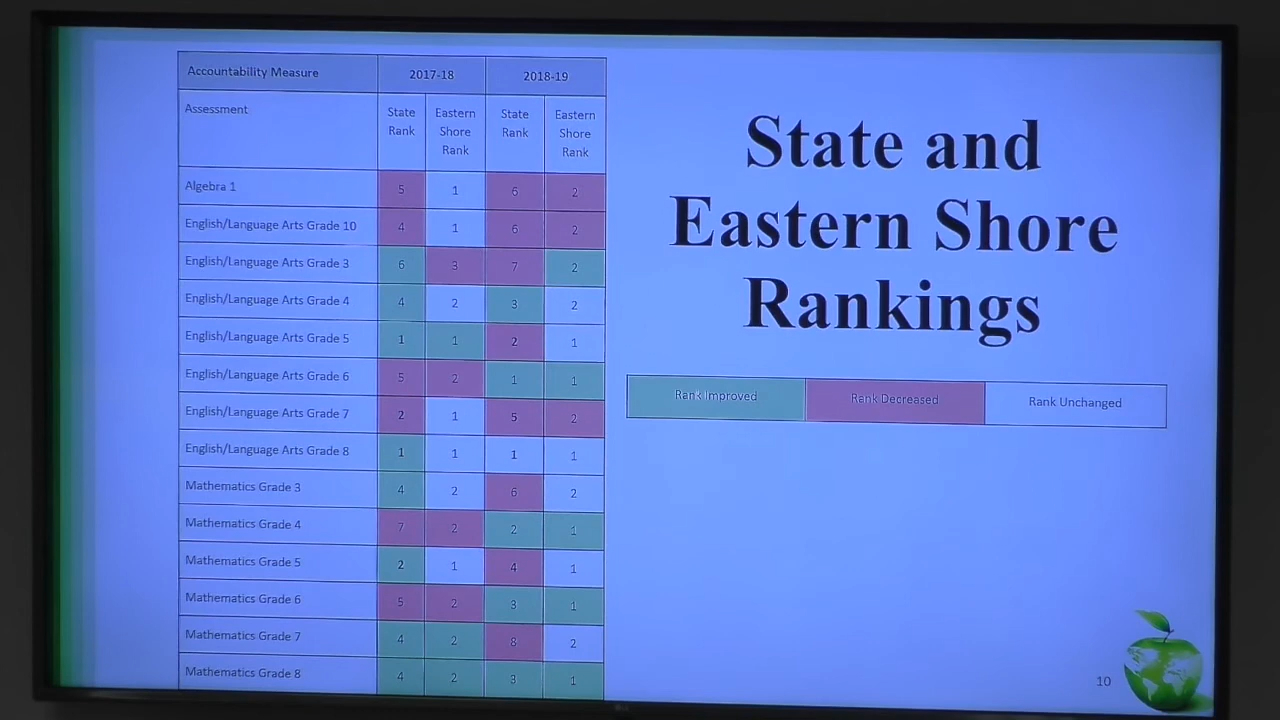 Accountability Measure 2017-18 2018-19
Assessment State Rank Eastern Shore Rank State Rank Eastern Shore Rank
Algebra 1 5 1 6 2
English/Language Arts Grade 10 4 1 6 2
English/Language Arts Grade 3 6 3 7 2
English/Language Arts Grade 4 4 2 3 2
English/Language Arts Grade 5 1 1 2 1
English/Language Arts Grade 6 5 2 1 1
English/Language Arts Grade 7 2 1 5 2
English/Language Arts Grade 8 1 1 1 1
Mathematics Grade 3 4 2 6 2
Mathematics Grade 4 7 2 2 1
Mathematics Grade 5 2 1 4 1
Mathematics Grade 6 5 2 3 1
Mathematics Grade 7 4 2 8 2
Mathematics Grade 8 4 2 3 1
State and
Eastern Shore
Rankings
Rank Improved Rank Decreased Rank Unchanged
10